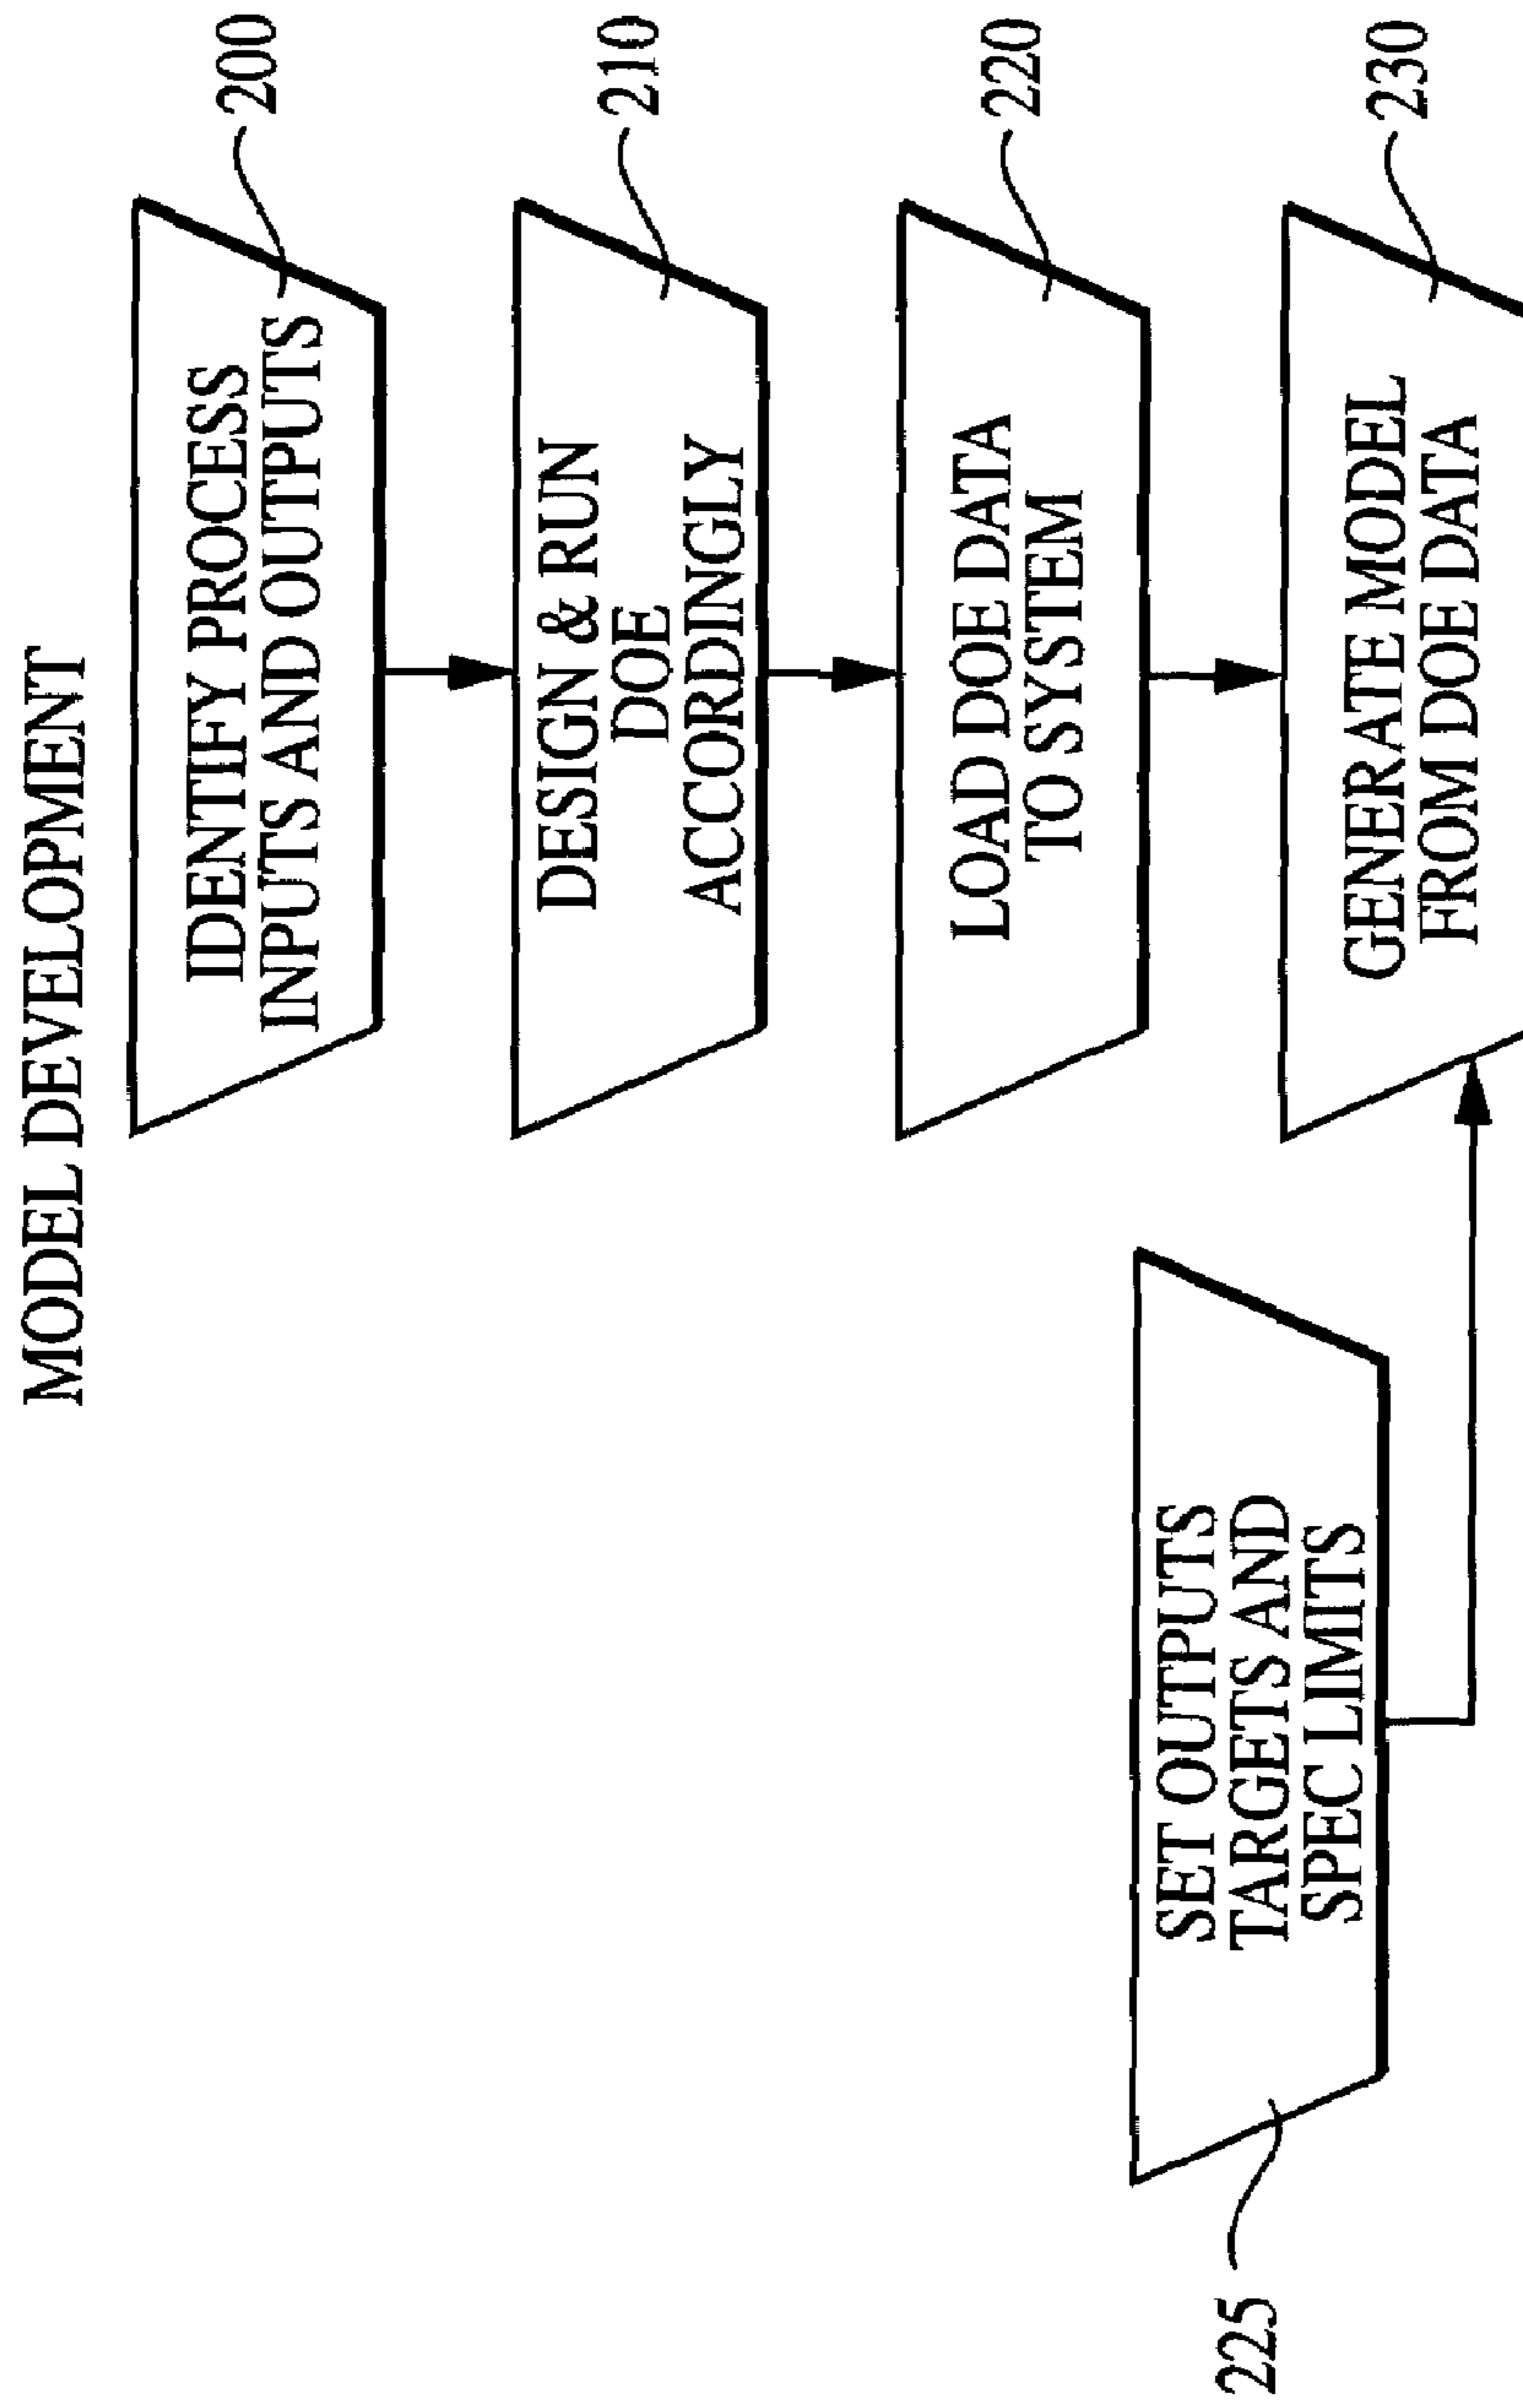 MODEL DEVELOPMENT
IDENTIFY PROCESS
INPUTS AND OUTPUTS
200
DESIGN & RUN
DOE
ACCORDINGLY
210
LOAD DOE DATA
TO SYSTEM
220
SET OUTPUTS
TARGETS AND
SPEC LIMITS
225
GENERATE MODEL
FROM DOE DATA
230